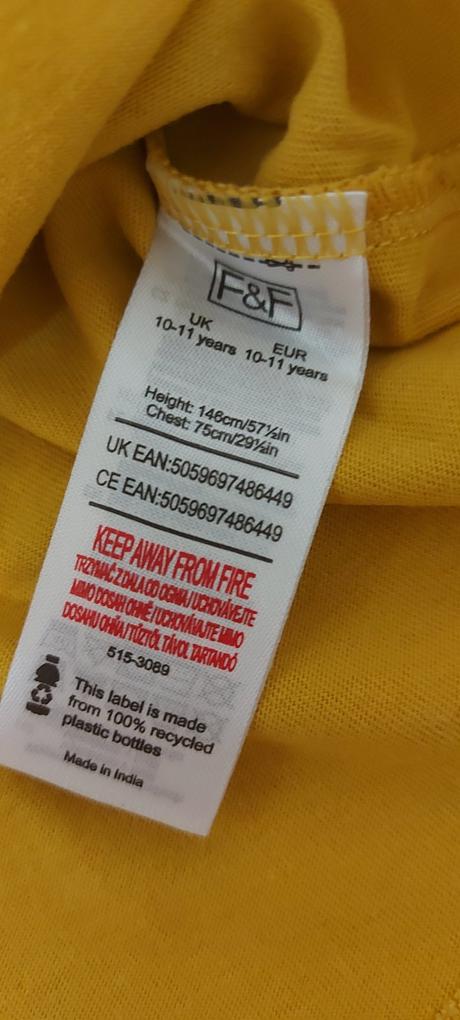 F&F
UK EUR
10-11 years 10-11 years
Height: 146cm/57½in
Chest: 75cm/29½in
UK EAN:5059697486449
CE EAN:5059697486449
KEEP AWAY FROM FIRE
TRZYMAĆ Z DALA OD OGNIA / UCHOVÁVEJTE
MIMO DOSAH OHNĚ / UCHOVÁVAJTE MIMO
DOSAHU OHŇA / TŰZTŐL TÁVOL TARTANDÓ
515-3089
This label is made
from 100% recycled
plastic bottles
Made in India